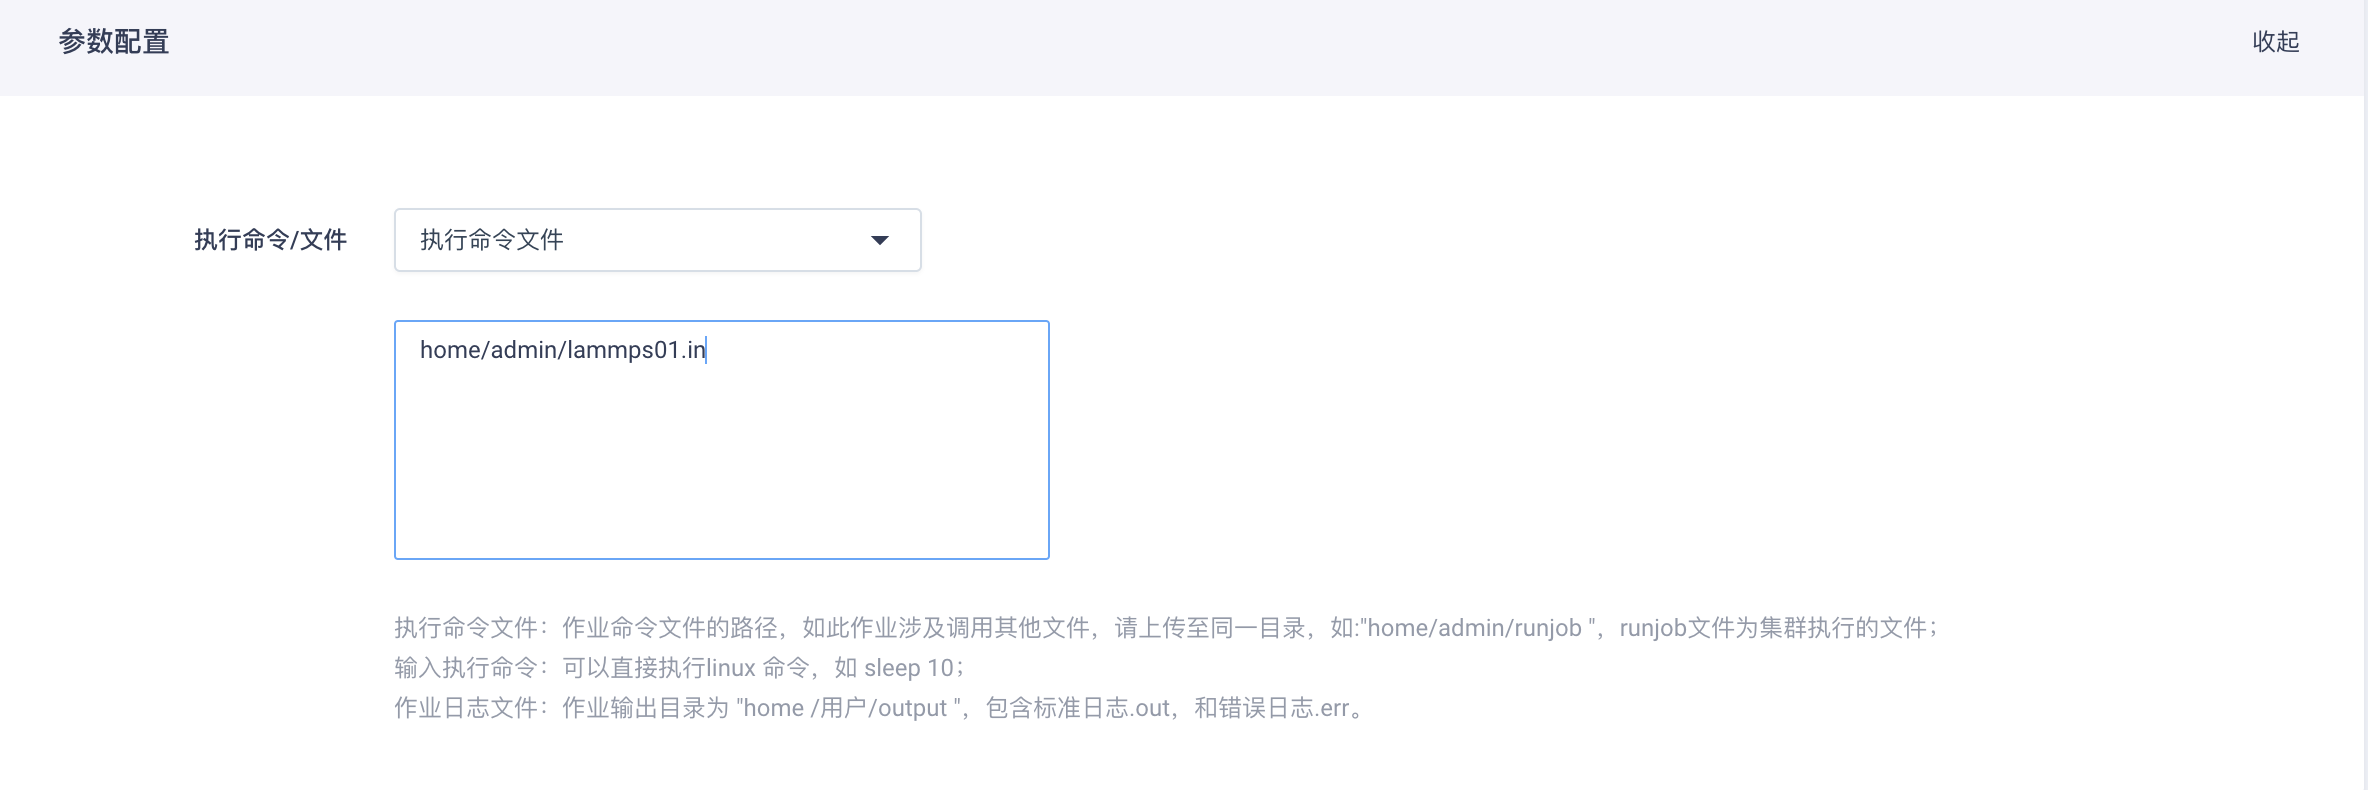 参数配置
收起
执行命令/文件
执行命令文件
home/admin/lammps01.in
执行命令文件：作业命令文件的路径，如此作业涉及调用其他文件，请上传至同一目录，如:"home/admin/runjob "，runjob文件为集群执行的文件；
输入执行命令：可以直接执行linux 命令，如 sleep 10；
作业日志文件：作业输出目录为 "home /用户/output "，包含标准日志.out，和错误日志.err。